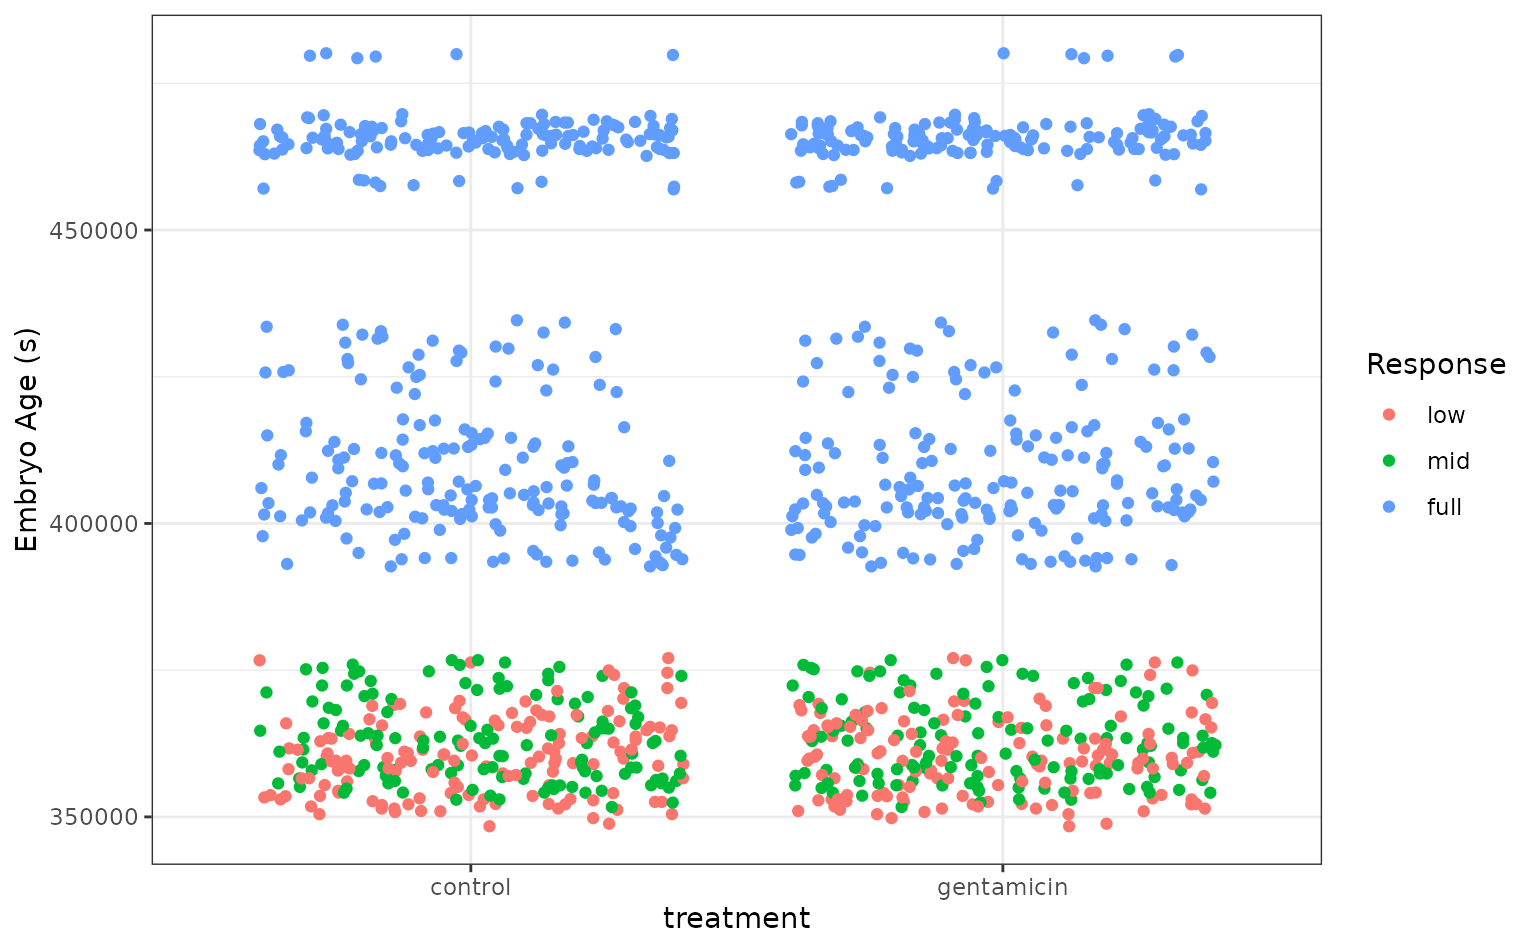 Embryo Age (s)
450000
400000
350000
control
gentamicin
treatment
Response
low
mid
full